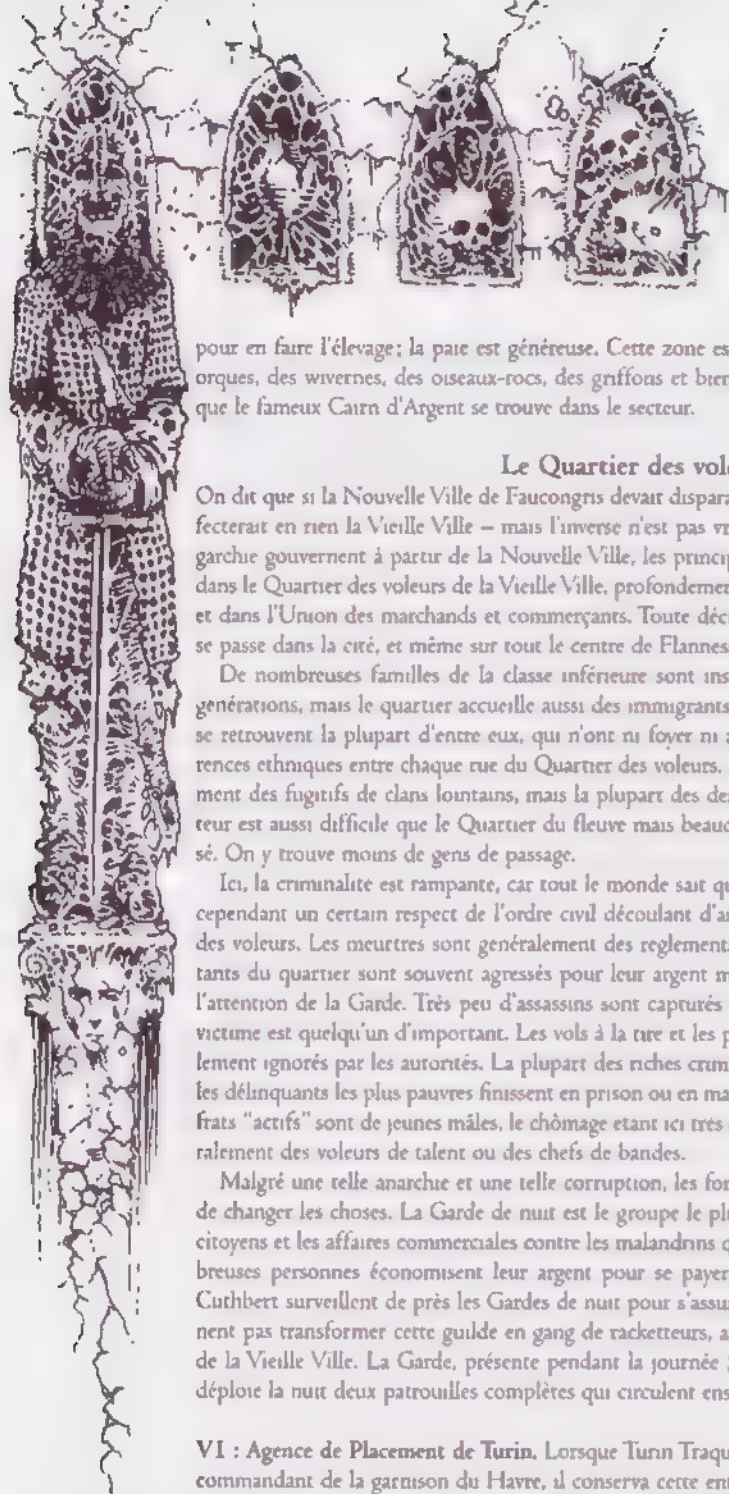 pour en faire l'élevage; la paie est généreuse. Cette zone es
orques, des wivernes, des oiseaux-rocs, des griffons et bien
que le fameux Cairn d'Argent se trouve dans le secteur.
Le Quartier des vole
On dit que si la Nouvelle Ville de Faucongris devait dispara
fecterait en rien la Vieille Ville – mais l'inverse n'est pas vr
garchie gouvernent à partir de la Nouvelle Ville, les princip
dans le Quartier des voleurs de la Vieille Ville, profondémen
et dans l'Union des marchands et commerçants. Toute déci
se passe dans la cité, et même sur tout le centre de Flannes
De nombreuses familles de la classe inférieure sont ins
générations, mais le quartier accueille aussi des immigrants
se retrouvent la plupart d'entre eux, qui n'ont ni foyer ni a
rences ethniques entre chaque rue du Quartier des voleurs.
ment des fugitifs de clans lointains, mais la plupart des de
teur est aussi difficile que le Quartier du fleuve mais beauc
sé. On y trouve moins de gens de passage.
Ici, la criminalité est rampante, car tout le monde sait qu
cependant un certain respect de l'ordre civil découlant d'a
des voleurs. Les meurtres sont généralement des reglement
tants du quartier sont souvent agressés pour leur argent m
l'attention de la Garde. Très peu d'assassins sont capturés
victime est quelqu'un d'important. Les vols à la tire et les p
lement ignorés par les autorités. La plupart des riches crim
les délinquants les plus pauvres finissent en prison ou en ma
frats "actifs" sont de jeunes mâles, le chômage etant ici très
ralement des voleurs de talent ou des chefs de bandes.
Malgré une telle anarchie et une telle corruption, les for
de changer les choses. La Garde de nuit est le groupe le plu
citoyens et les affaires commerciales contre les malandrins q
breuses personnes économisent leur argent pour se payer
Cuthbert surveillent de près les Gardes de nuit pour s'assu
nent pas transformer cette guilde en gang de racketteurs, a
de la Vieille Ville. La Garde, présente pendant la journée
déploie la nuit deux patrouilles complètes qui circulent ens
V1 : Agence de Placement de Turin. Lorsque Turin Traqu
commandant de la garnison du Havre, il conserva cette ent